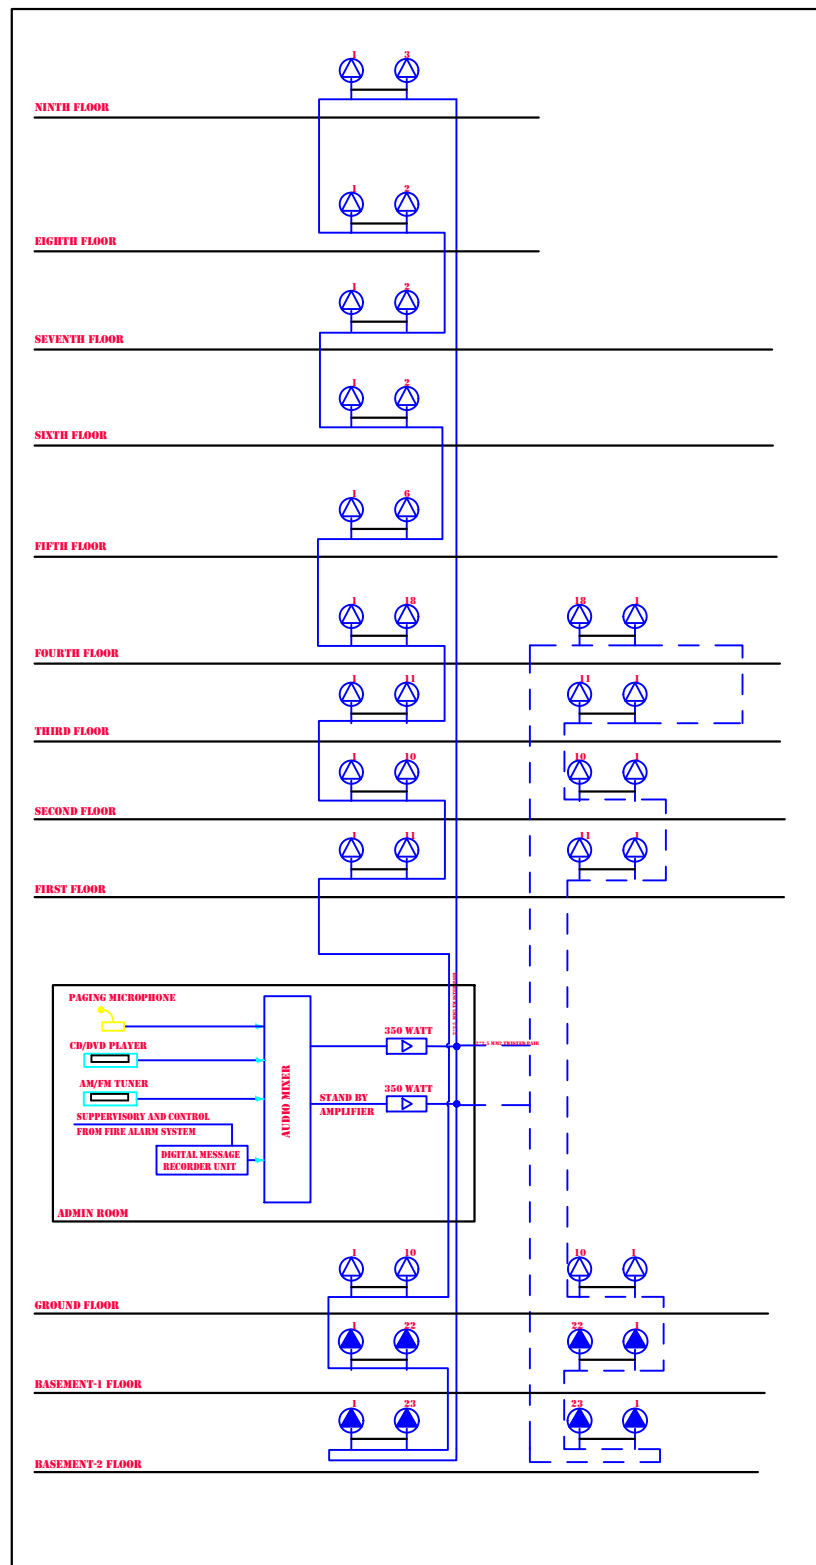 1 3
NINTH FLOOR
1 2
EIGHTH FLOOR
1 2
SEVENTH FLOOR
1 2
SIXTH FLOOR
1 6
FIFTH FLOOR
1 18 18 1
FOURTH FLOOR
1 11 11 1
THIRD FLOOR
1 10 10 1
SECOND FLOOR
1 11 11 1
FIRST FLOOR
PAGING MICROPHONE
CD/DVD PLAYER
AM/FM TUNER
SUPPERVISORY AND CONTROL
FROM FIRE ALARM SYSTEM
DIGITAL MESSAGE
RECORDER UNIT
AUDIO MIXER
350 WATT
STAND BY
AMPLIFIER
350 WATT
ADMIN ROOM
MM2 TWISTED PAIR
1 10 10 1
GROUND FLOOR
1 22 22 1
BASEMENT-1 FLOOR
1 23 23 1
BASEMENT-2 FLOOR